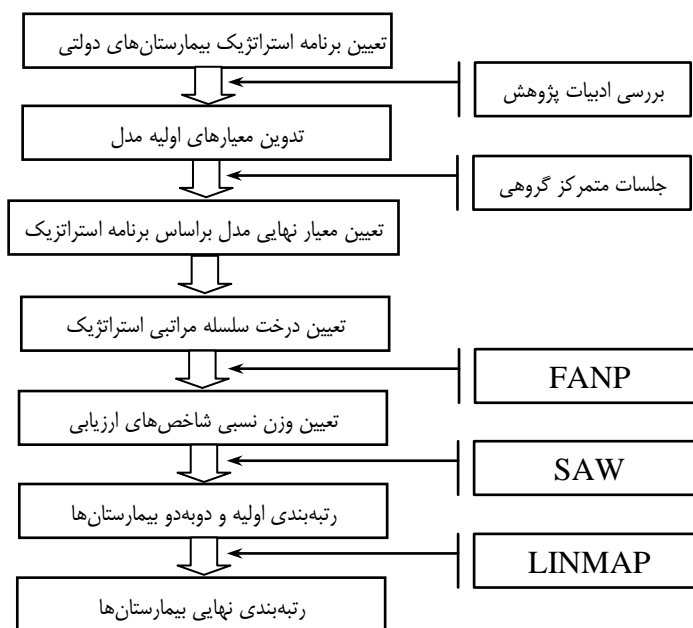 تعیین برنامه استراتژیک بیمارستان‌های دولتی
بررسی ادبیات پژوهش
تدوین معیارهای اولیه مدل
جلسات متمرکز گروهی
تعیین معیار نهایی مدل براساس برنامه استراتزیک
تعیین درخت سلسله مراتبی استراتژیک
FANP
تعیین وزن نسبی شاخص‌های ارزیابی
SAW
رتبه‌بندی اولیه و دوبه‌دو بیمارستان‌ها
LINMAP
رتبه‌بندی نهایی بیمارستان‌ها